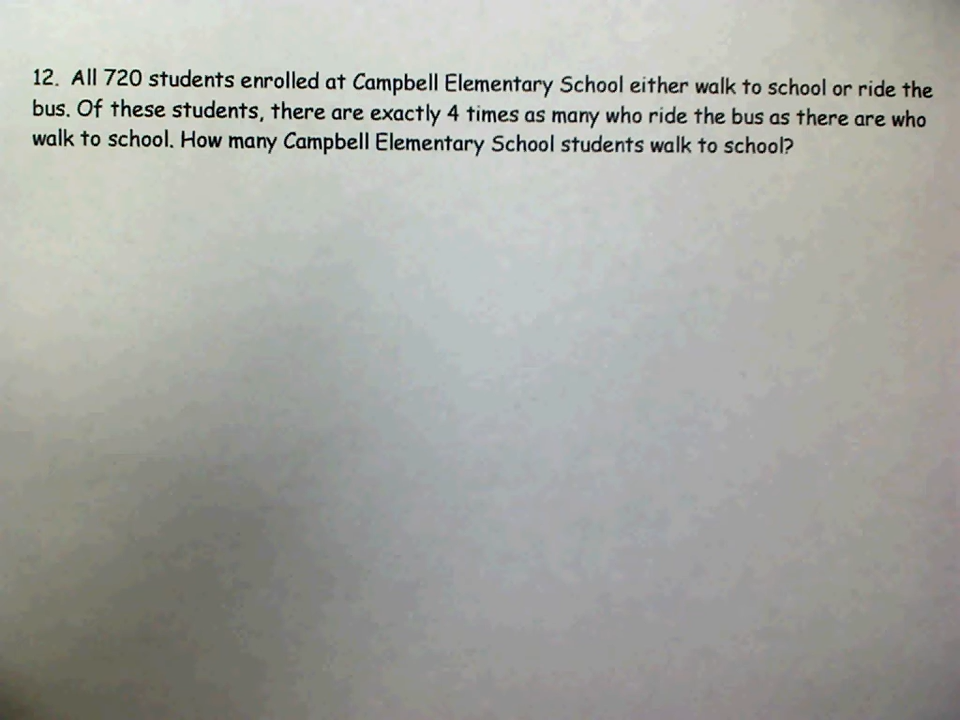 12. All 720 students enrolled at Campbell Elementary School either walk to school or ride the
bus. Of these students, there are exactly 4 times as many who ride the bus as there are who
walk to school. How many Campbell Elementary School students walk to school?